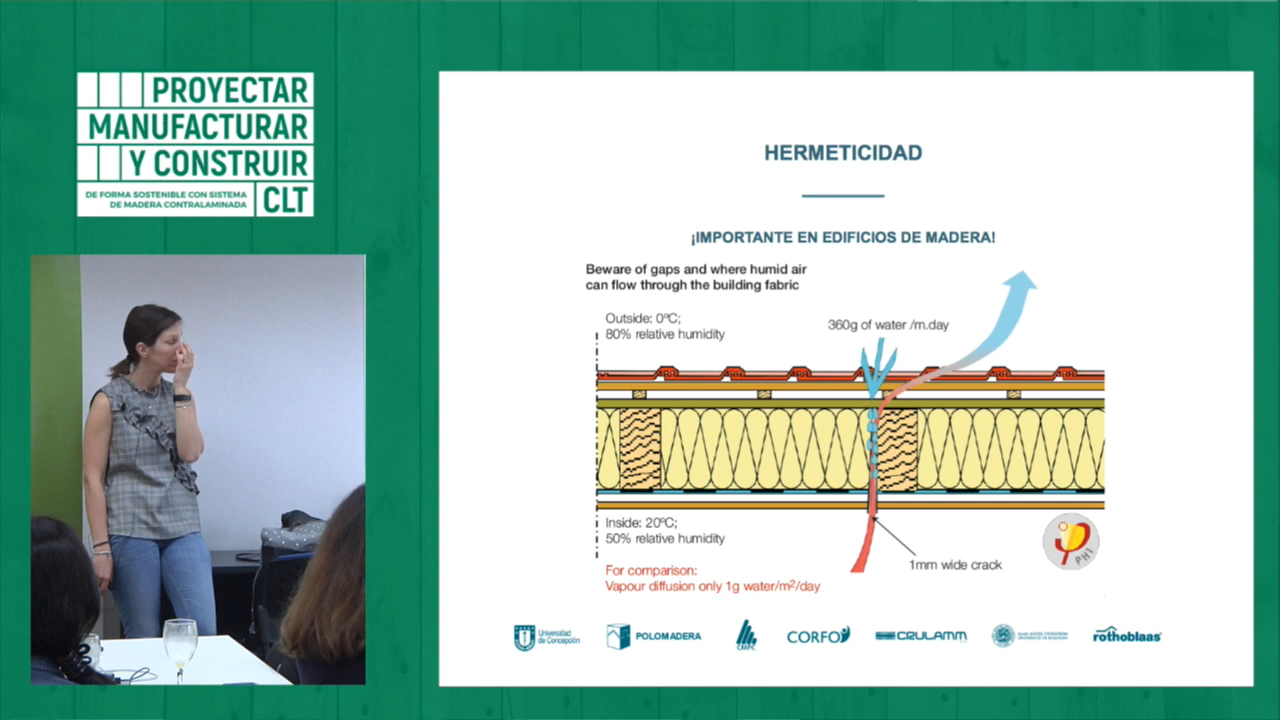 PROYECTAR
MANUFACTURAR
Y CONSTRUIR
DE FORMA SOSTENIBLE CON SISTEMA
DE MADERA CONTRALAMINADA
CLT
HERMETICIDAD
¡IMPORTANTE EN EDIFICIOS DE MADERA!
Beware of gaps and where humid air
can flow through the building fabric
Outside: 0ºC;
80% relative humidity
360g of water /m.day
Inside: 20ºC;
50% relative humidity
1mm wide crack
PHI
For comparison:
Vapour diffusion only 1g water/m²/day
Universidad
de Concepción
POLOMADERA
CMPC
CORFO
CRULAMM
rothoblaas